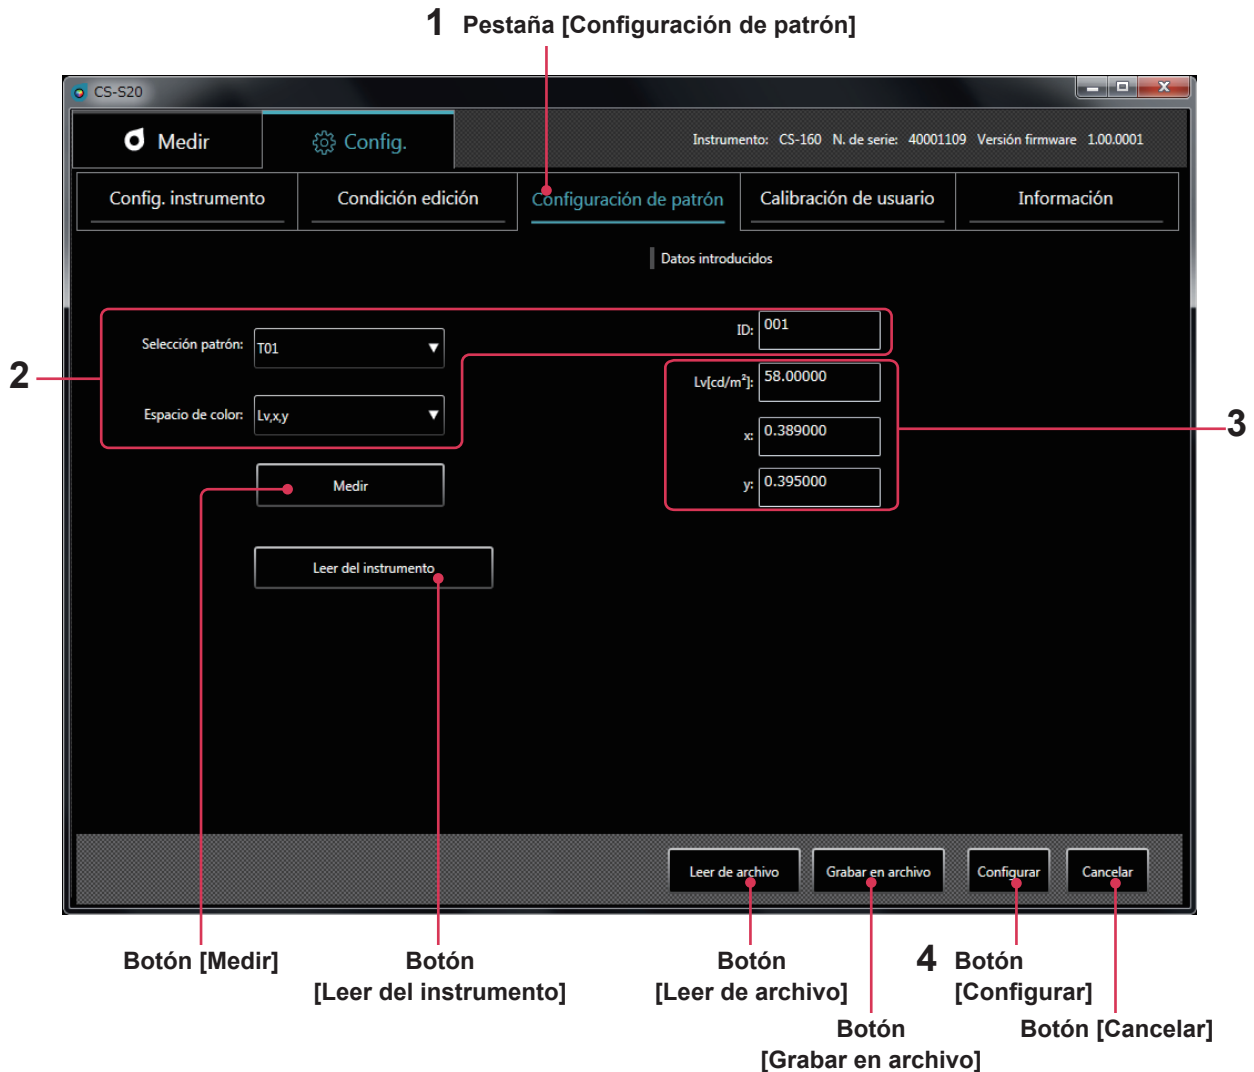 1 Pestaña [Configuración de patrón]
CS-S20
Medir
Config.
Instrumento: CS-160 N. de serie: 40001109 Versión firmware 1.00.0001
Config. instrumento
Condición edición
Configuración de patrón
Calibración de usuario
Información
Datos introducidos
2
Selección patrón: T01
Espacio de color: Lv,x,y
ID: 001
Lv[cd/m²]: 58.00000
x: 0.389000
y: 0.395000
3
Medir
Leer del instrumento
Leer de archivo
Grabar en archivo
Configurar
Cancelar
Botón [Medir]
Botón
[Leer del instrumento]
Botón
[Leer de archivo]
4 Botón
[Configurar]
Botón
[Grabar en archivo]
Botón [Cancelar]